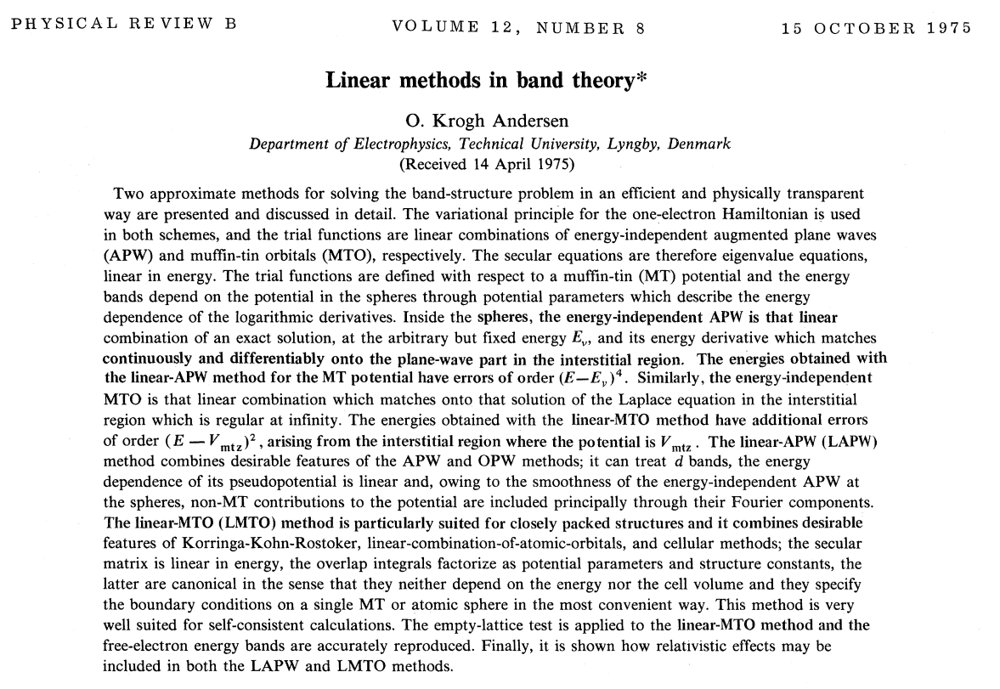 PHYSICAL REVIEW B VOLUME 12, NUMBER 8 15 OCTOBER 1975
Linear methods in band theory*
O. Krogh Andersen
Department of Electrophysics, Technical University, Lyngby, Denmark
(Received 14 April 1975)
Two approximate methods for solving the band-structure problem in an efficient and physically transparent
way are presented and discussed in detail. The variational principle for the one-electron Hamiltonian is used
in both schemes, and the trial functions are linear combinations of energy-independent augmented plane waves
(APW) and muffin-tin orbitals (MTO), respectively. The secular equations are therefore eigenvalue equations,
linear in energy. The trial functions are defined with respect to a muffin-tin (MT) potential and the energy
bands depend on the potential in the spheres through potential parameters which describe the energy
dependence of the logarithmic derivatives. Inside the spheres, the energy-independent APW is that linear
combination of an exact solution, at the arbitrary but fixed energy Eᵥ, and its energy derivative which matches
continuously and differentiably onto the plane-wave part in the interstitial region. The energies obtained with
the linear-APW method for the MT potential have errors of order (E−Eᵥ)⁴. Similarly, the energy-independent
MTO is that linear combination which matches onto that solution of the Laplace equation in the interstitial
region which is regular at infinity. The energies obtained with the linear-MTO method have additional errors
of order (E − V_mtz)², arising from the interstitial region where the potential is V_mtz. The linear-APW (LAPW)
method combines desirable features of the APW and OPW methods; it can treat d bands, the energy
dependence of its pseudopotential is linear and, owing to the smoothness of the energy-independent APW at
the spheres, non-MT contributions to the potential are included principally through their Fourier components.
The linear-MTO (LMTO) method is particularly suited for closely packed structures and it combines desirable
features of Korringa-Kohn-Rostoker, linear-combination-of-atomic-orbitals, and cellular methods; the secular
matrix is linear in energy, the overlap integrals factorize as potential parameters and structure constants, the
latter are canonical in the sense that they neither depend on the energy nor the cell volume and they specify
the boundary conditions on a single MT or atomic sphere in the most convenient way. This method is very
well suited for self-consistent calculations. The empty-lattice test is applied to the linear-MTO method and the
free-electron energy bands are accurately reproduced. Finally, it is shown how relativistic effects may be
included in both the LAPW and LMTO methods.